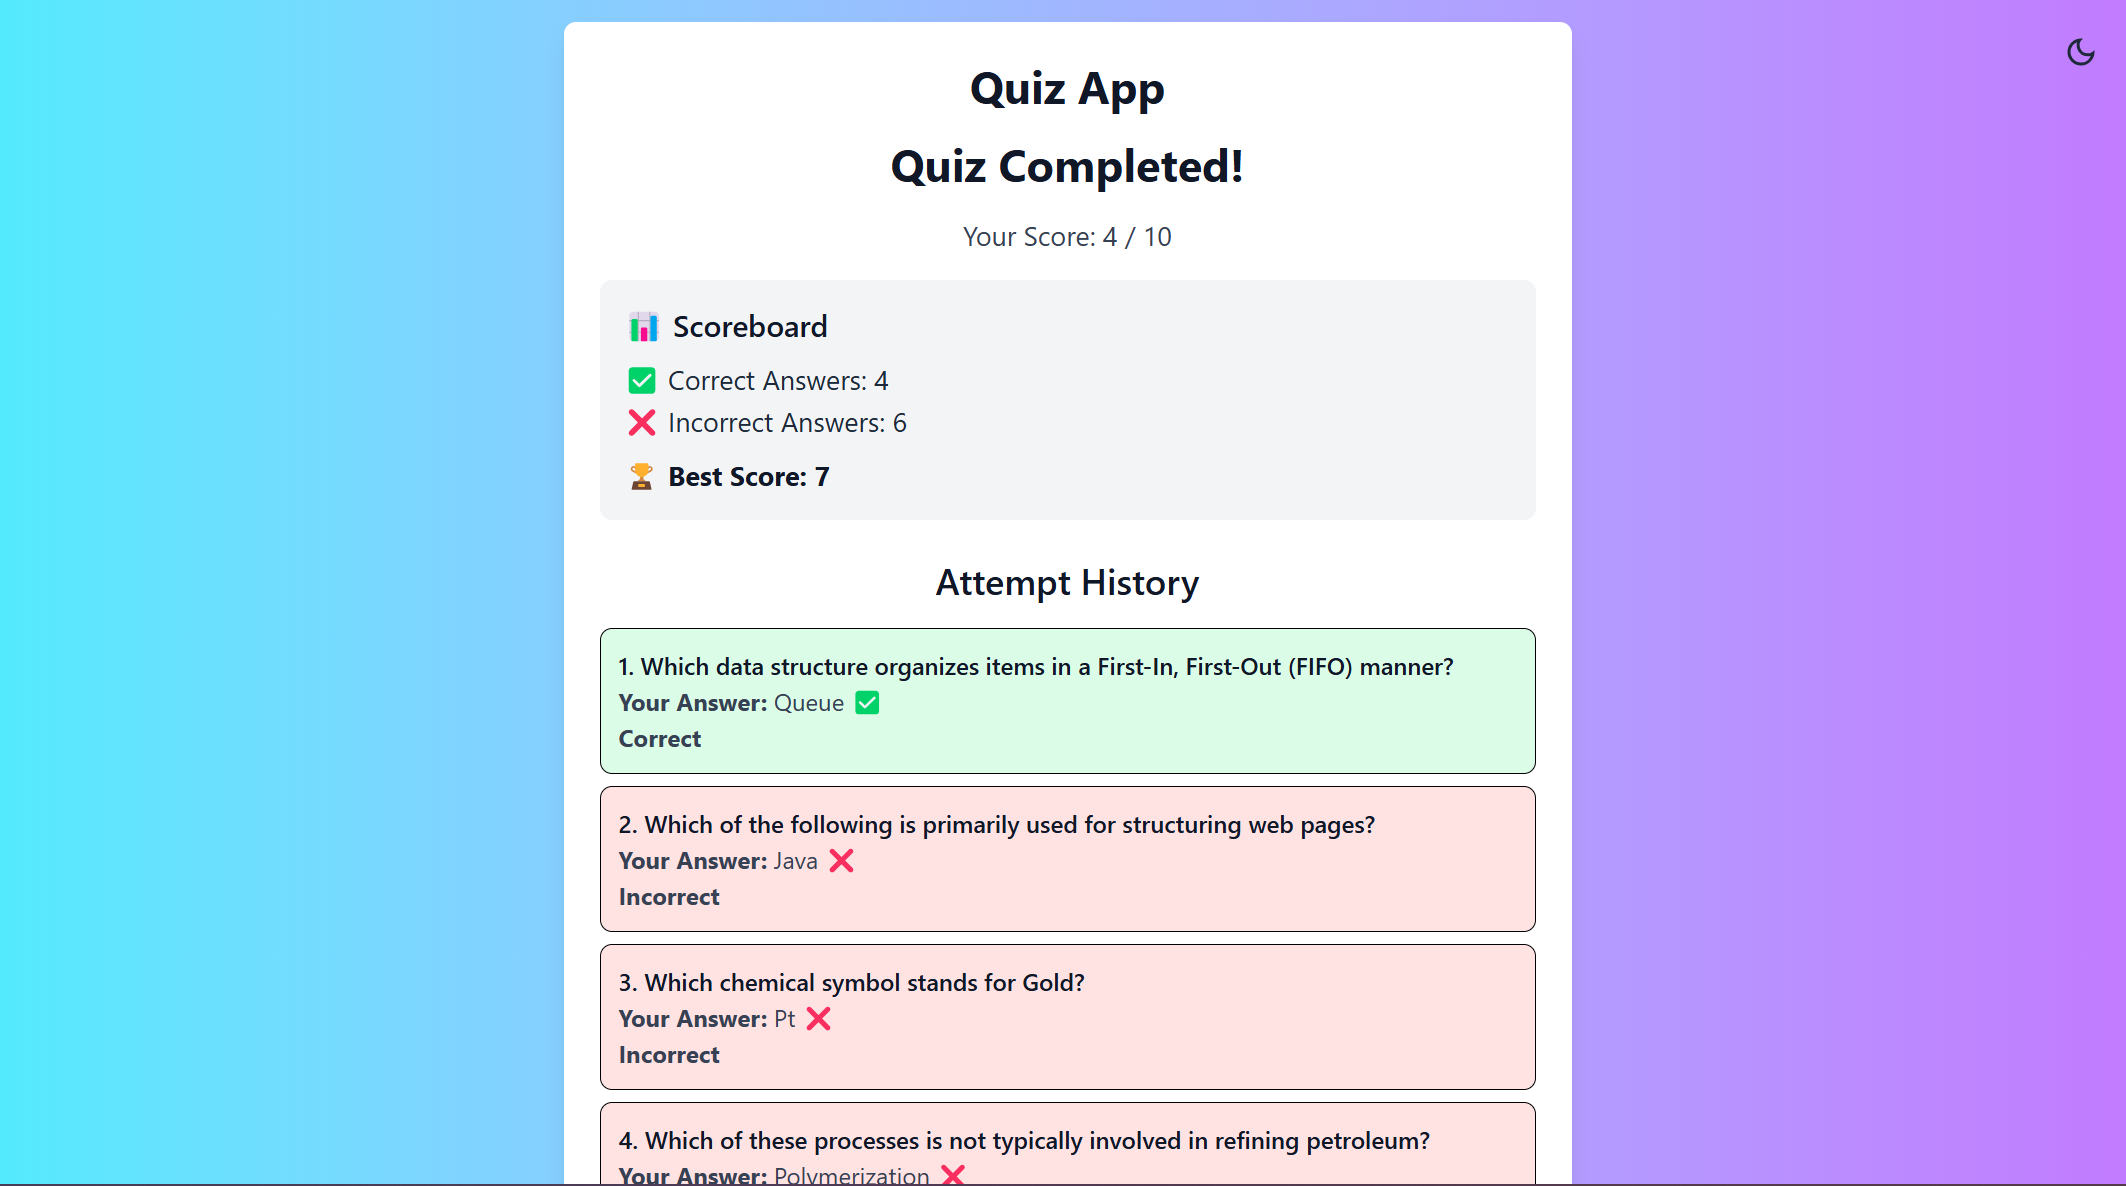 Quiz App
Quiz Completed!
Your Score: 4 / 10
Scoreboard
Correct Answers: 4
Incorrect Answers: 6
Best Score: 7
Attempt History
1. Which data structure organizes items in a First-In, First-Out (FIFO) manner?
Your Answer: Queue
Correct
2. Which of the following is primarily used for structuring web pages?
Your Answer: Java
Incorrect
3. Which chemical symbol stands for Gold?
Your Answer: Pt
Incorrect
4. Which of these processes is not typically involved in refining petroleum?
Your Answer: Polymerization